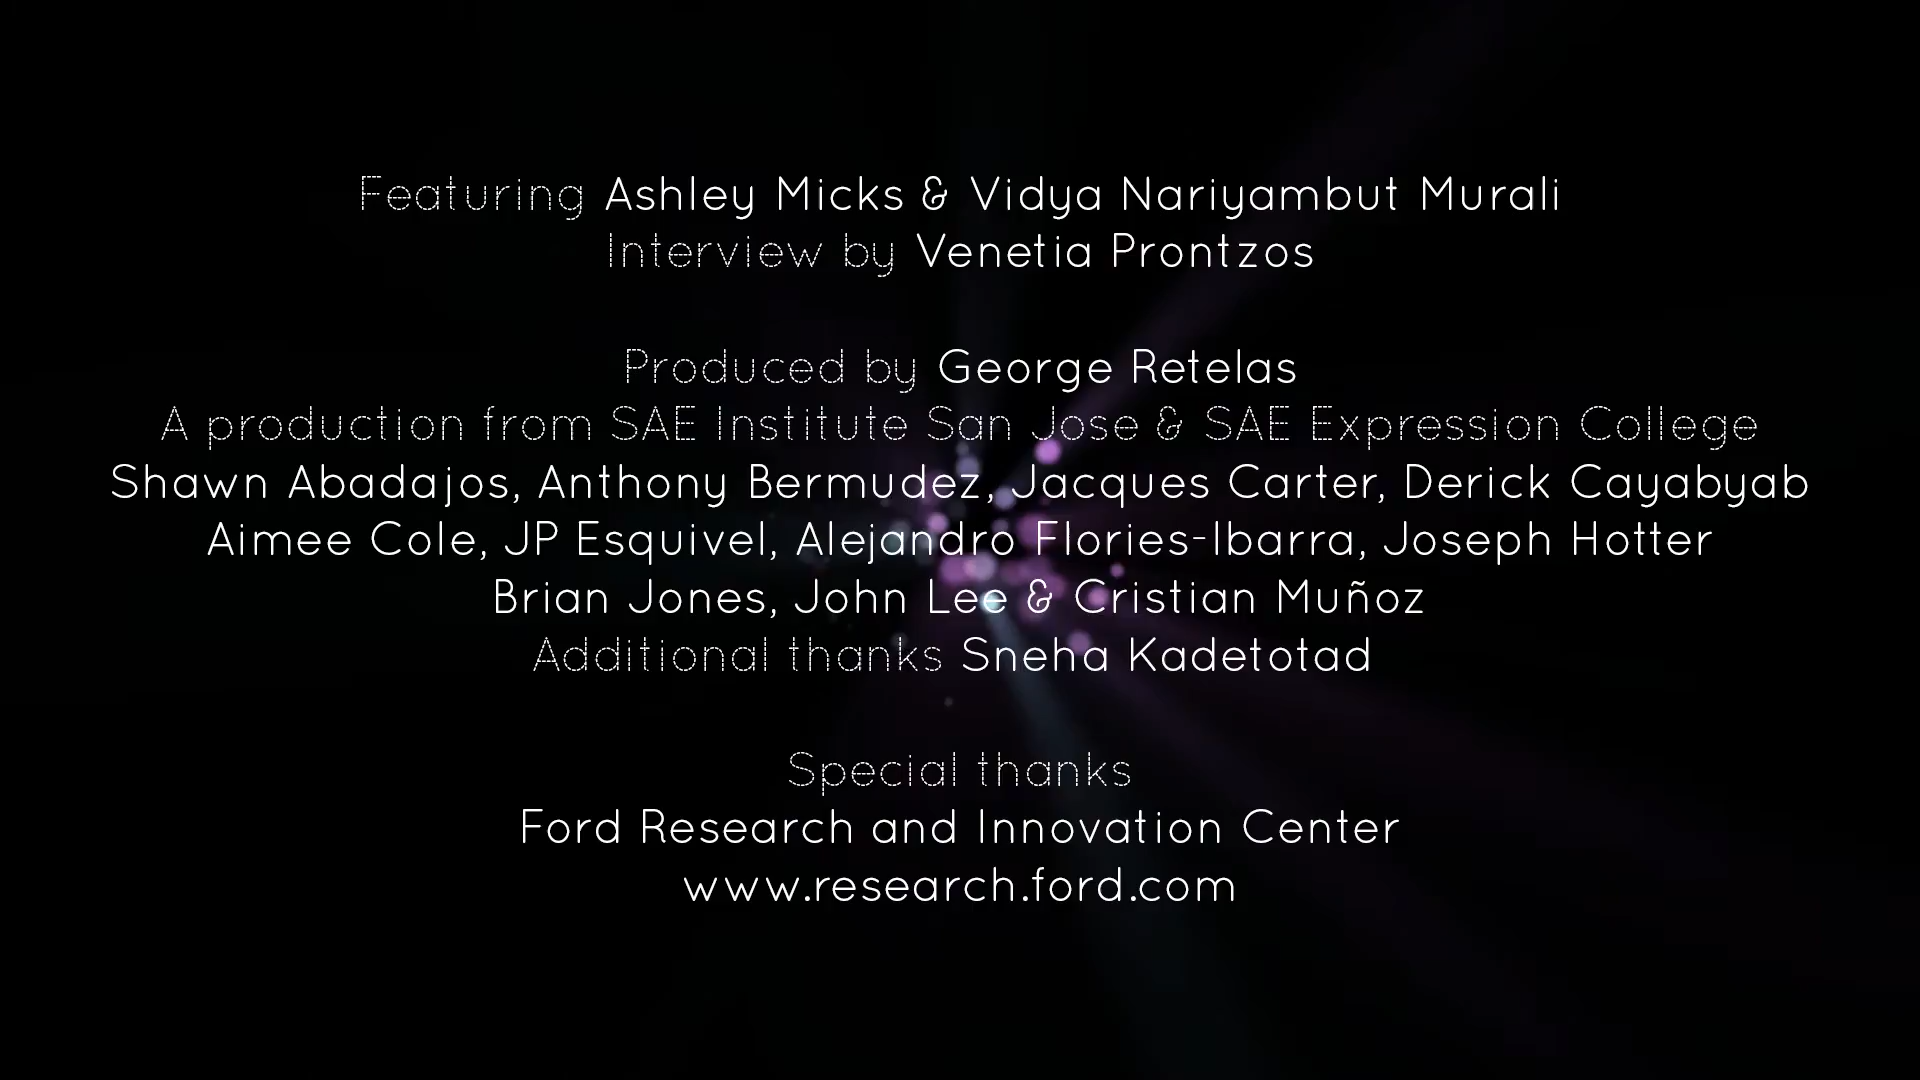 Featuring Ashley Micks & Vidya Nariyambut Murali
Interview by Venetia Prontzos
Produced by George Retelas
A production from SAE Institute San Jose & SAE Expression College
Shawn Abadajos, Anthony Bermudez, Jacques Carter, Derick Cayabyab
Aimee Cole, JP Esquivel, Alejandro Flories-Ibarra, Joseph Hotter
Brian Jones, John Lee & Cristian Muñoz
Additional thanks Sneha Kadetotad
Special thanks
Ford Research and Innovation Center
www.research.ford.com